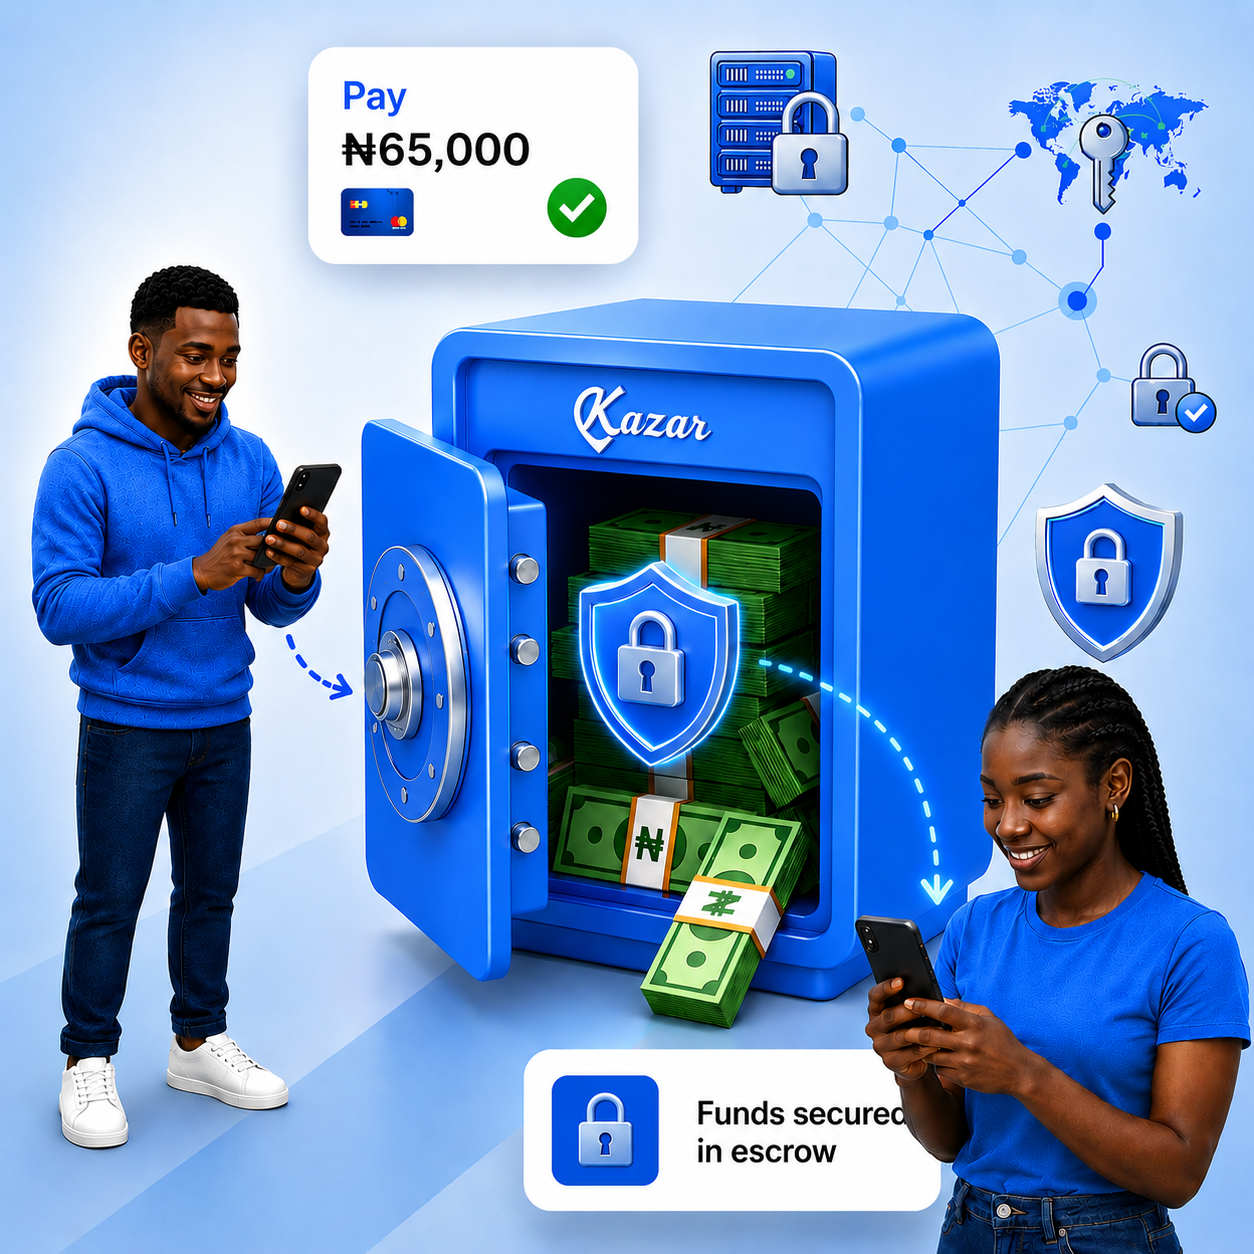 Pay
₦65,000
Kazar
₦
₦
Funds secured
in escrow